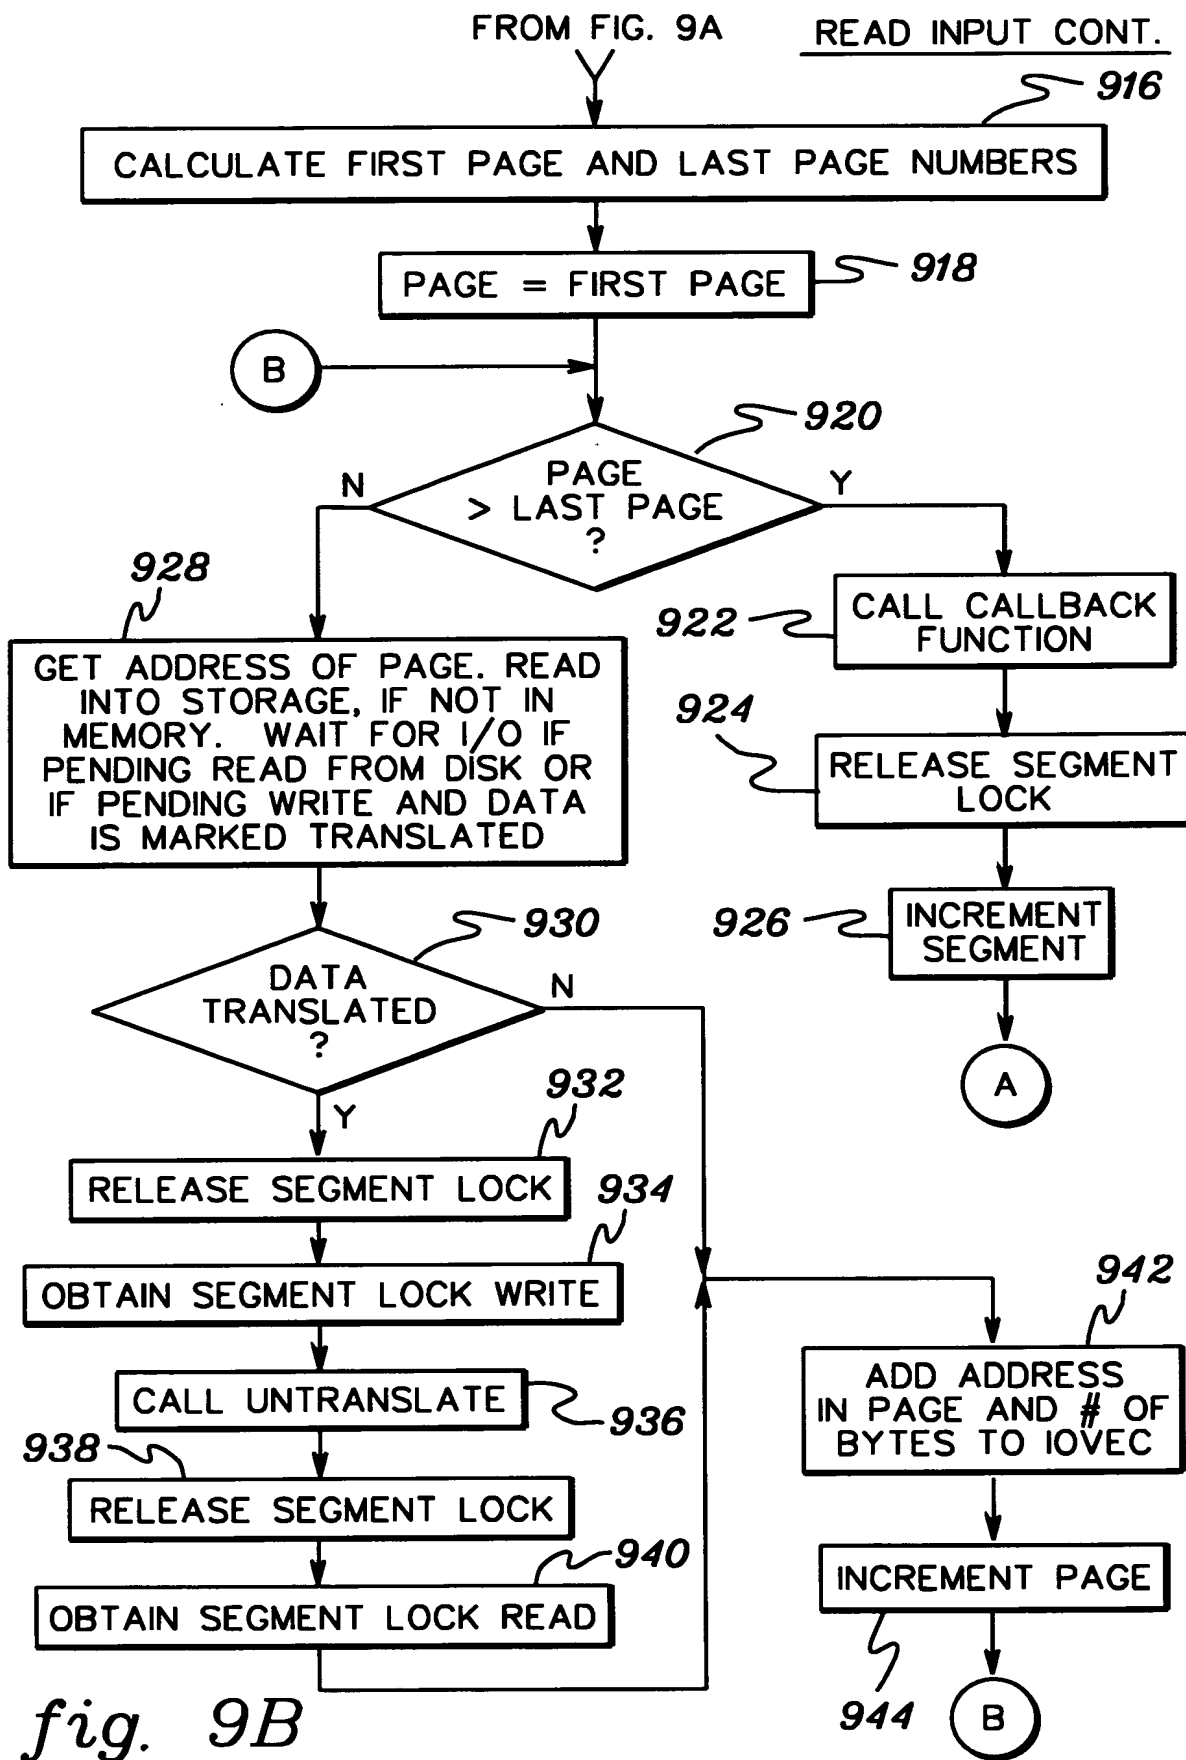 FROM FIG. 9A
READ INPUT CONT.
916
CALCULATE FIRST PAGE AND LAST PAGE NUMBERS
PAGE = FIRST PAGE
918
B
920
PAGE
> LAST PAGE
?
N
Y
928
GET ADDRESS OF PAGE. READ
INTO STORAGE, IF NOT IN
MEMORY. WAIT FOR I/O IF
PENDING READ FROM DISK OR
IF PENDING WRITE AND DATA
IS MARKED TRANSLATED
922
CALL CALLBACK
FUNCTION
924
RELEASE SEGMENT
LOCK
926
INCREMENT
SEGMENT
A
930
DATA
TRANSLATED
?
N
Y
932
RELEASE SEGMENT LOCK
934
OBTAIN SEGMENT LOCK WRITE
CALL UNTRANSLATE
936
938
RELEASE SEGMENT LOCK
940
OBTAIN SEGMENT LOCK READ
942
ADD ADDRESS
IN PAGE AND # OF
BYTES TO IOVEC
INCREMENT PAGE
944
B
fig. 9B